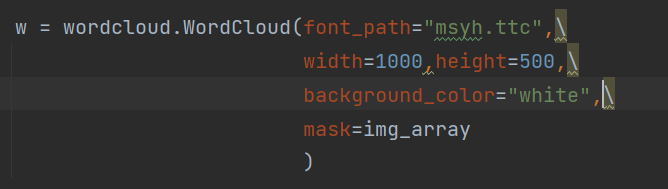 w = wordcloud.WordCloud(font_path="msyh.ttc",\
width=1000,height=500,\
background_color="white",\
mask=img_array
)